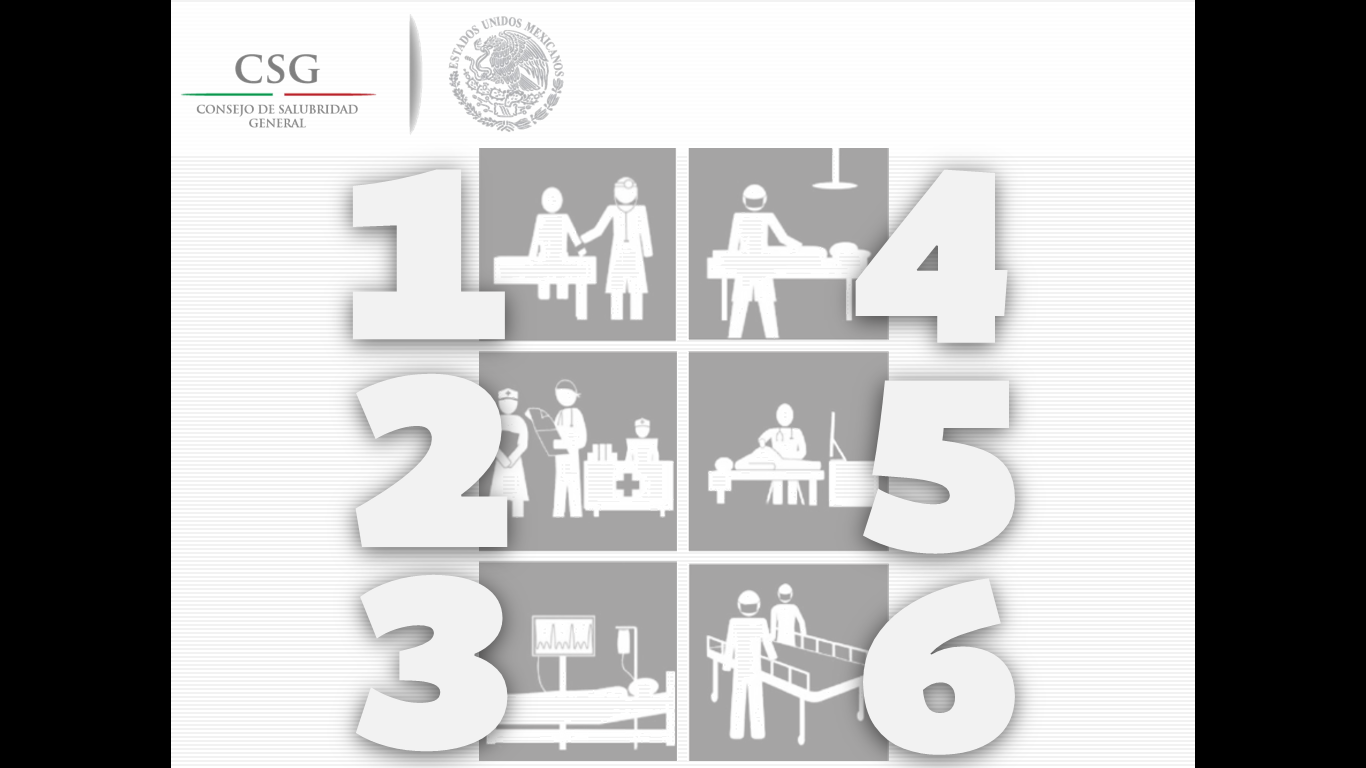 CSG
CONSEJO DE SALUBRIDAD
GENERAL
ESTADOS UNIDOS MEXICANOS
1
4
2
5
3
6